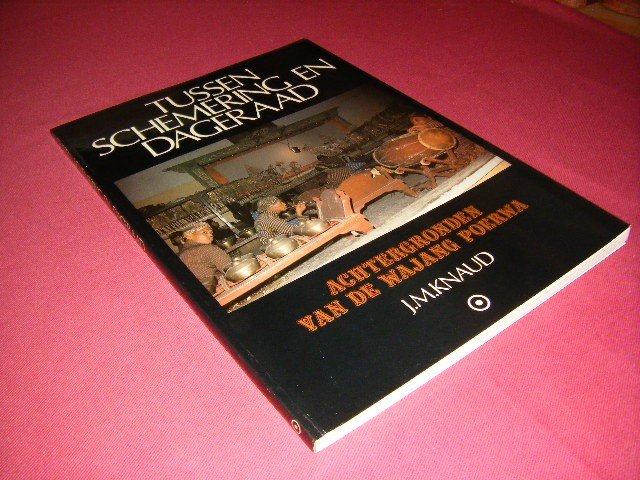 TUSSEN
SCHEMERING EN
DAGERAAD
ACHTERGRONDEN
VAN DE WAJANG POERWA
J.M.KNAUD